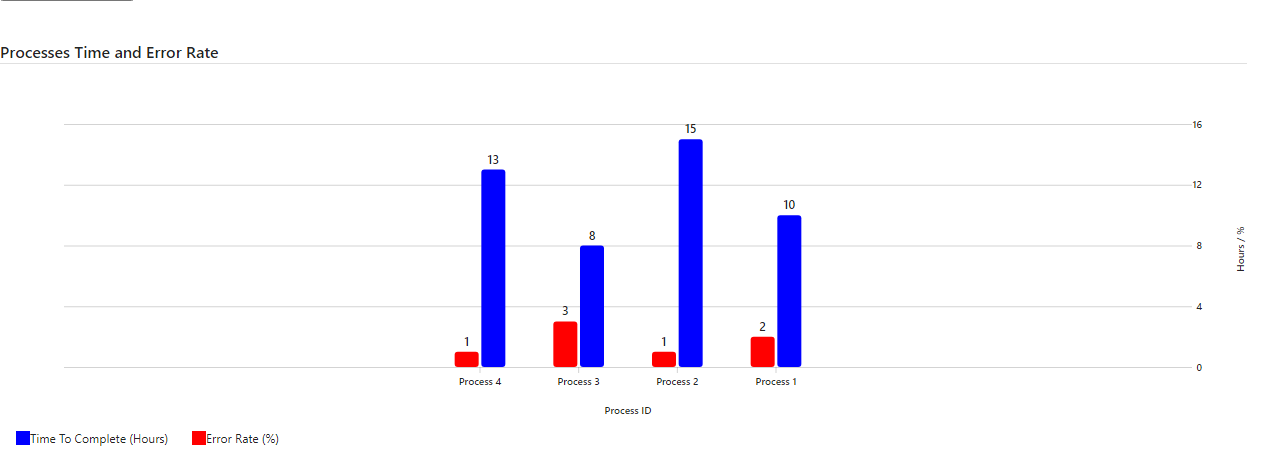 Processes Time and Error Rate
15
16
13
12
10
8
8
Hours / %
3
4
2
1
1
0
Process 4
Process 3
Process 2
Process 1
Process ID
Time To Complete (Hours)
Error Rate (%)